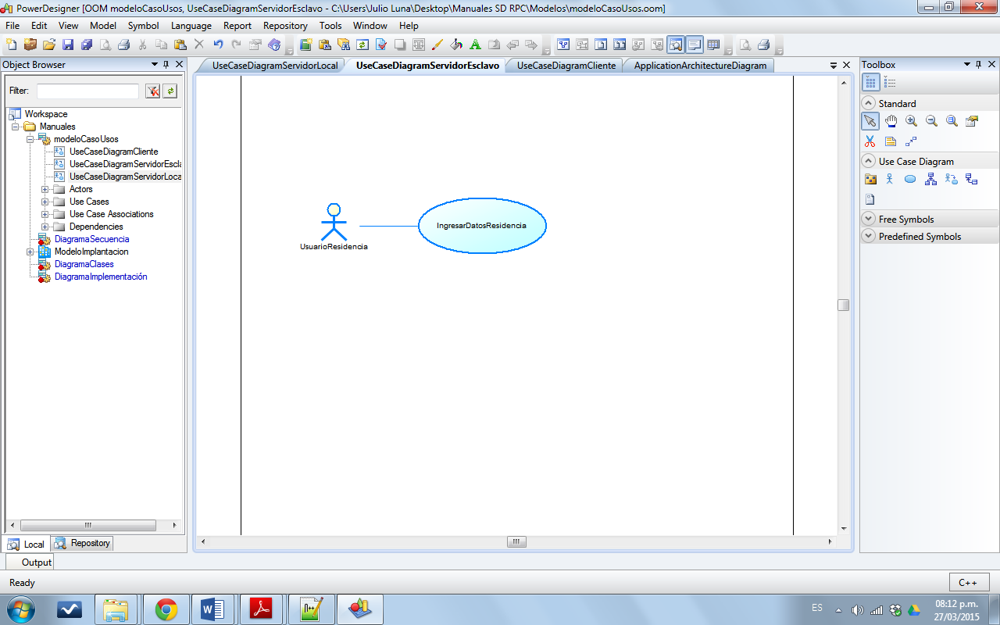 PowerDesigner [OOM modeloCasoUsos, UseCaseDiagramServidorEsclavo - C:\Users\Julio Luna\Desktop\Manuales SD RPC\Modelos\modeloCasoUsos.oom]
File Edit View Model Symbol Language Report Repository Tools Window Help
Object Browser
UseCaseDiagramServidorLocal UseCaseDiagramServidorEsclavo UseCaseDiagramCliente ApplicationArchitectureDiagram
Toolbox
Filter:
Standard
Workspace
Manuales
modeloCasoUsos
UseCaseDiagramCliente
UseCaseDiagramServidorEscla
UseCaseDiagramServidorLoca
Actors
Use Cases
Use Case Associations
Dependencies
DiagramaSecuencia
ModeloImplantacion
DiagramaClases
DiagramaImplementación
UsuarioResidencia
IngresarDatosResidencia
Use Case Diagram
Free Symbols
Predefined Symbols
Local Repository
Output
Ready
C++
ES
08:12 p.m.
27/03/2015